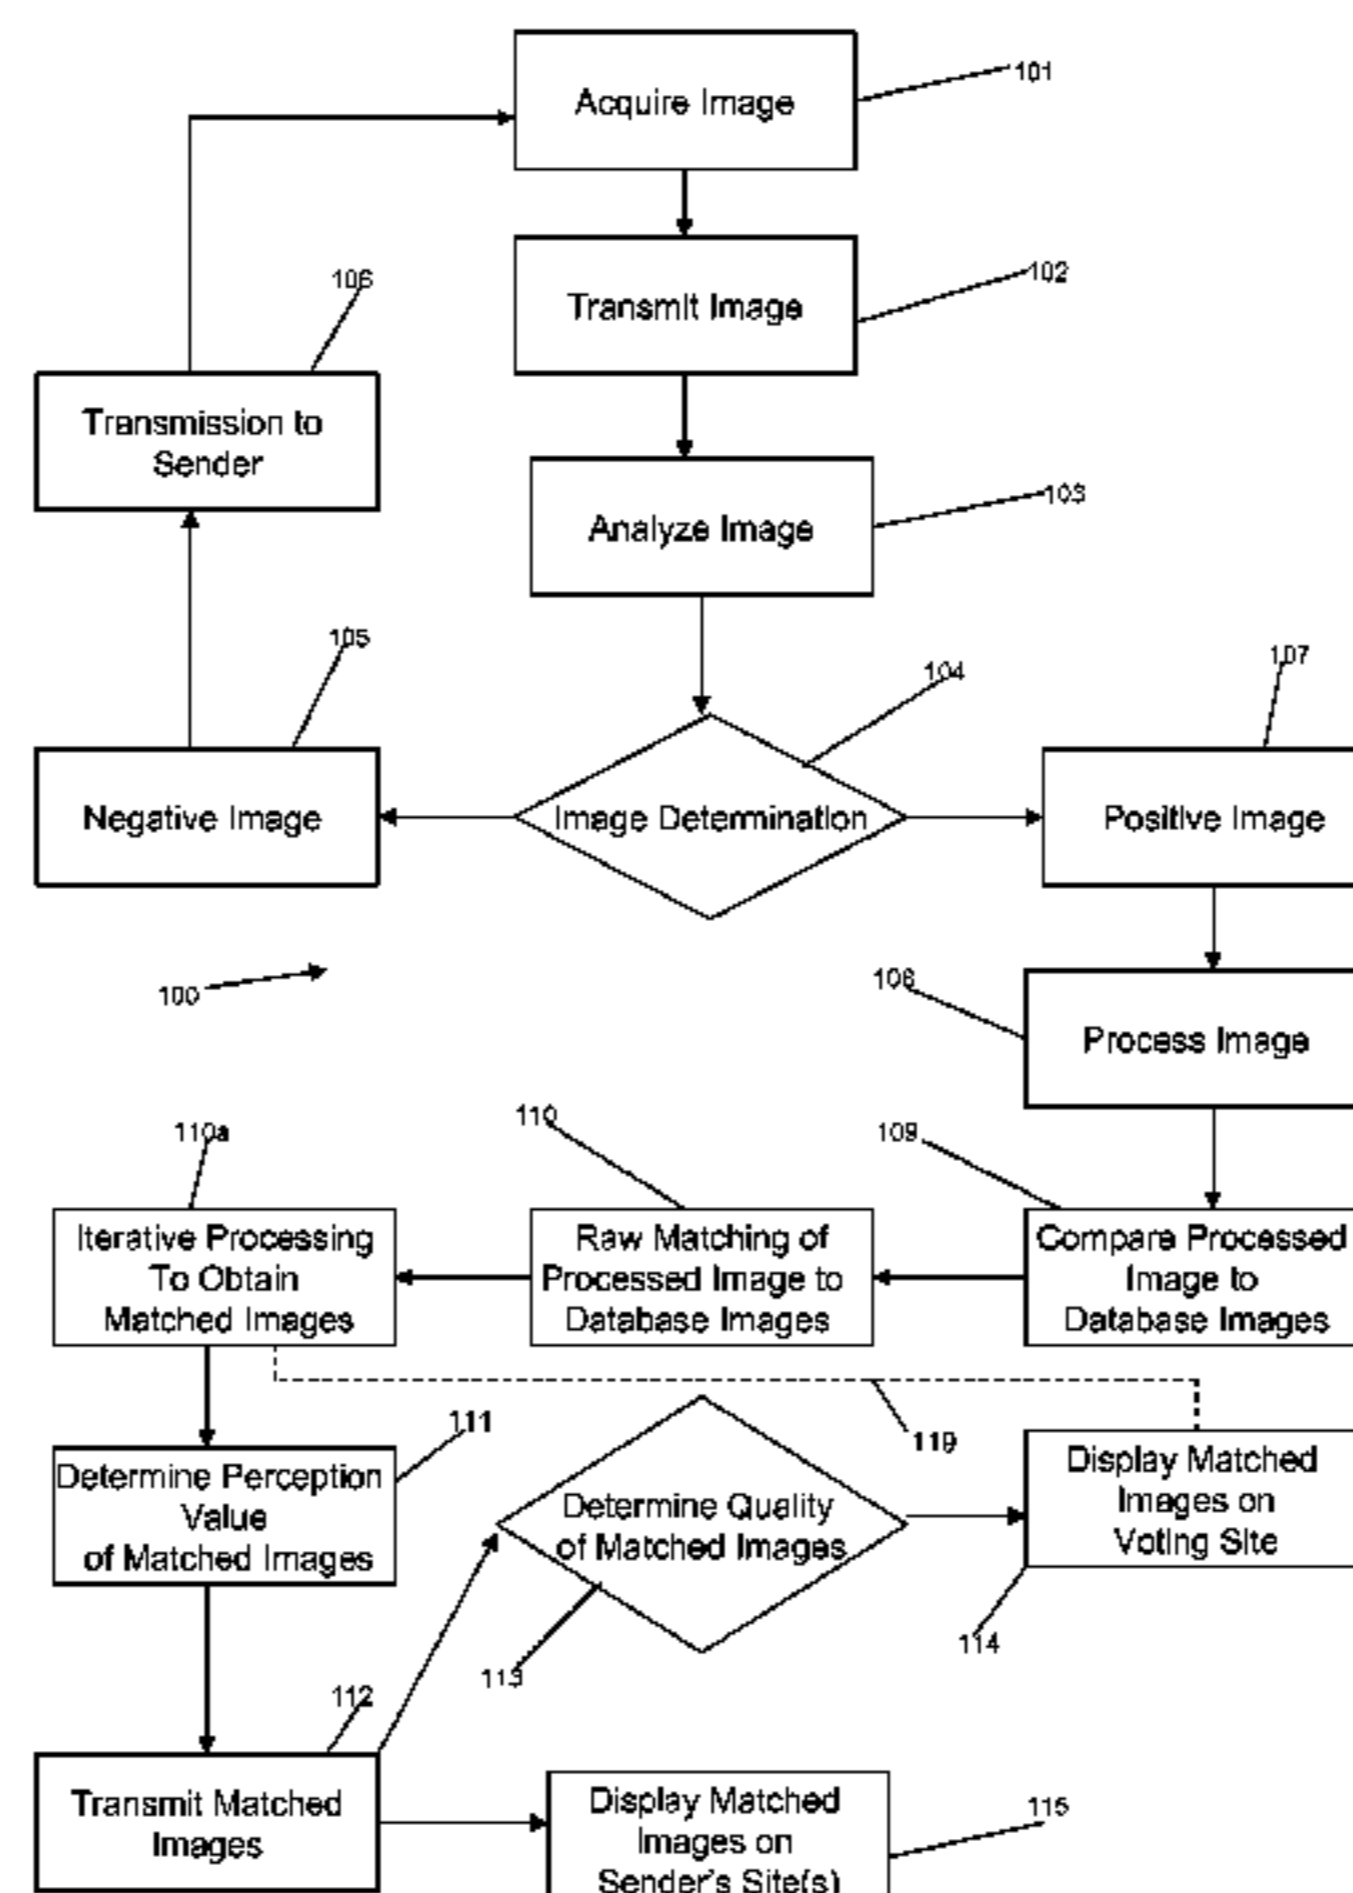 Acquire Image
101
Transmit Image
102
106
Transmission to
Sender
Analyze Image
103
105
104
107
Negative Image
Image Determination
Positive Image
100
106
Process Image
110a
110
109
Iterative Processing
To Obtain
Matched Images
Raw Matching of
Processed Image to
Database Images
Compare Processed
Image to
Database Images
111
119
Determine Perception
Value
of Matched Images
Determine Quality
of Matched Images
Display Matched
Images on
Voting Site
113
114
112
Transmit Matched
Images
Display Matched
Images on
Sender's Site(s)
115